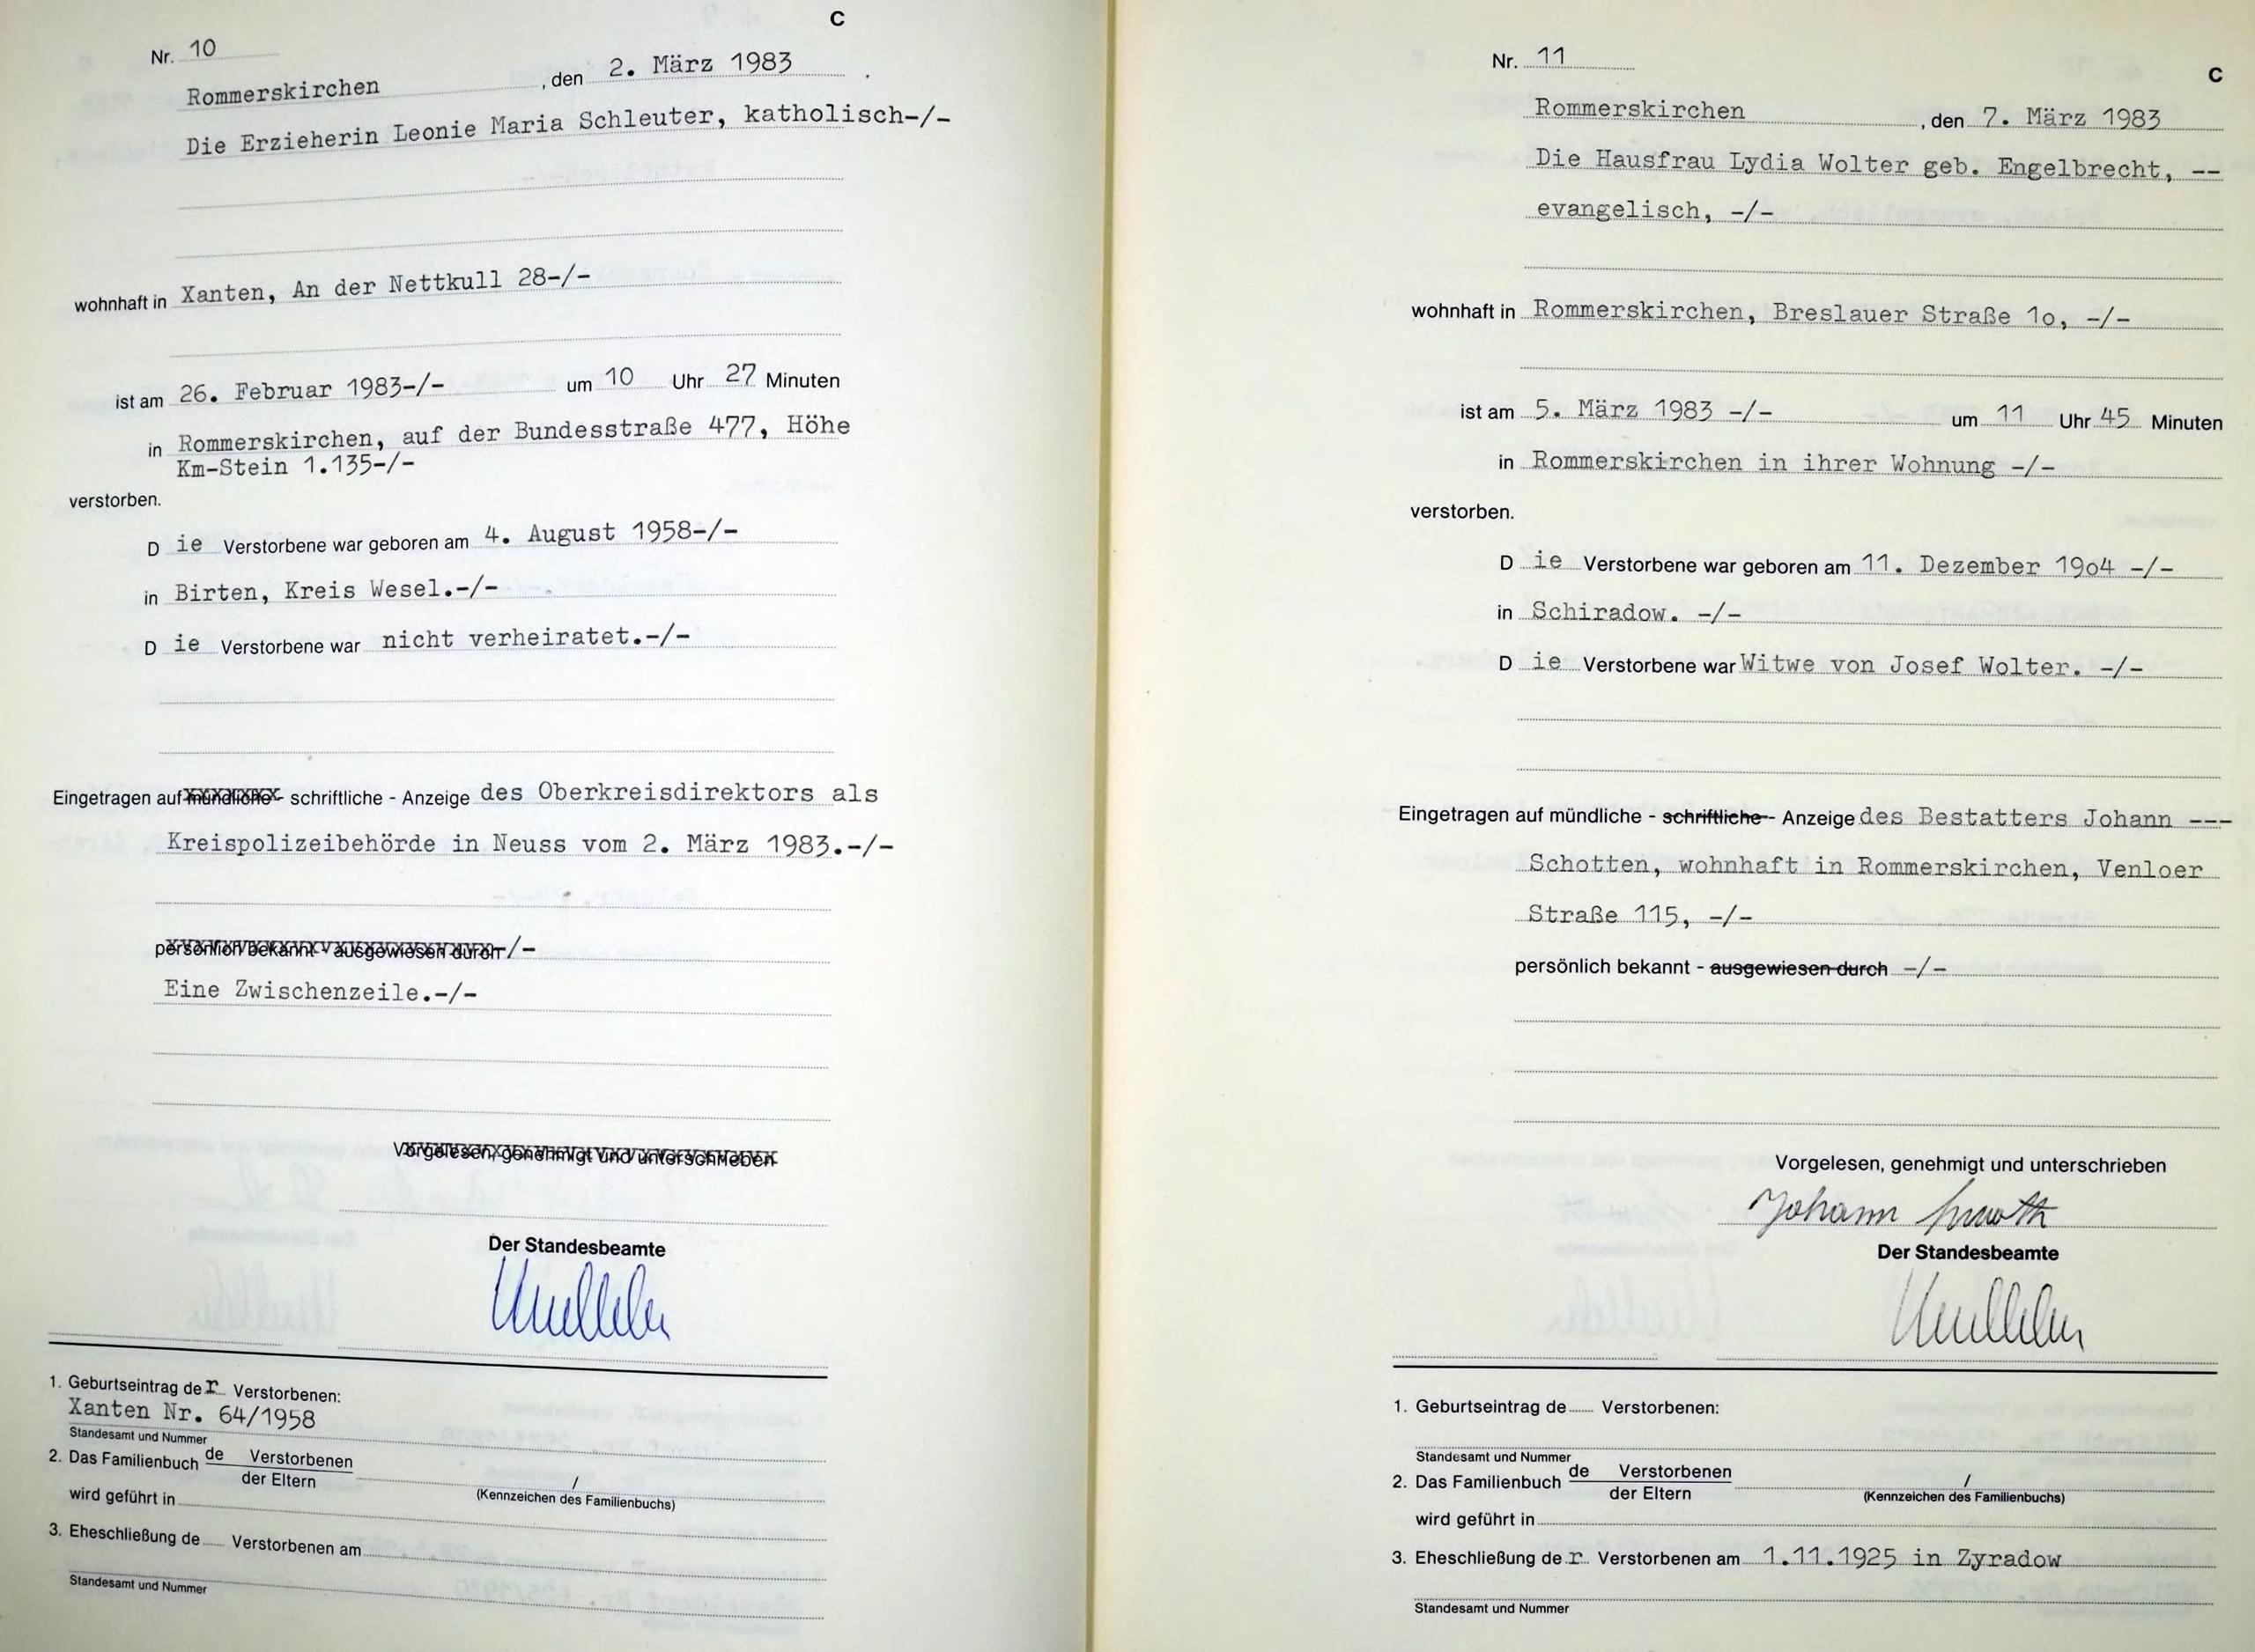 C
Nr. 10
Rommerskirchen , den 2. März 1983
Die Erzieherin Leonie Maria Schleuter, katholisch-/-
wohnhaft in Xanten, An der Nettkull 28-/-
ist am 26. Februar 1983-/- um 10 Uhr 27 Minuten
in Rommerskirchen, auf der Bundesstraße 477, Höhe
Km-Stein 1.135-/-
verstorben.
D ie Verstorbene war geboren am 4. August 1958-/-
in Birten, Kreis Wesel.-/-
D ie Verstorbene war nicht verheiratet.-/-
Eingetragen auf mündliche - schriftliche - Anzeige des Oberkreisdirektors als
Kreispolizeibehörde in Neuss vom 2. März 1983.-/-
persönlich bekannt - ausgewiesen durch -/-
Eine Zwischenzeile.-/-
Vorgelesen, genehmigt und unterschrieben
Der Standesbeamte
1. Geburtseintrag der Verstorbenen:
Xanten Nr. 64/1958
Standesamt und Nummer
2. Das Familienbuch de Verstorbenen
der Eltern /
(Kennzeichen des Familienbuchs)
wird geführt in
3. Eheschließung de Verstorbenen am
Standesamt und Nummer
Nr. 11
C
Rommerskirchen , den 7. März 1983
Die Hausfrau Lydia Wolter geb. Engelbrecht, --
evangelisch, -/-
wohnhaft in Rommerskirchen, Breslauer Straße 1o, -/-
ist am 5. März 1983 -/- um 11 Uhr 45 Minuten
in Rommerskirchen in ihrer Wohnung -/-
verstorben.
D ie Verstorbene war geboren am 11. Dezember 19o4 -/-
in Schiradow. -/-
D ie Verstorbene war Witwe von Josef Wolter. -/-
Eingetragen auf mündliche - schriftliche - Anzeige des Bestatters Johann ---
Schotten, wohnhaft in Rommerskirchen, Venloer
Straße 115, -/-
persönlich bekannt - ausgewiesen durch -/-
Vorgelesen, genehmigt und unterschrieben
Johann
Der Standesbeamte
1. Geburtseintrag de Verstorbenen:
Standesamt und Nummer
2. Das Familienbuch de Verstorbenen
der Eltern /
(Kennzeichen des Familienbuchs)
wird geführt in
3. Eheschließung der Verstorbenen am 1.11.1925 in Zyradow
Standesamt und Nummer